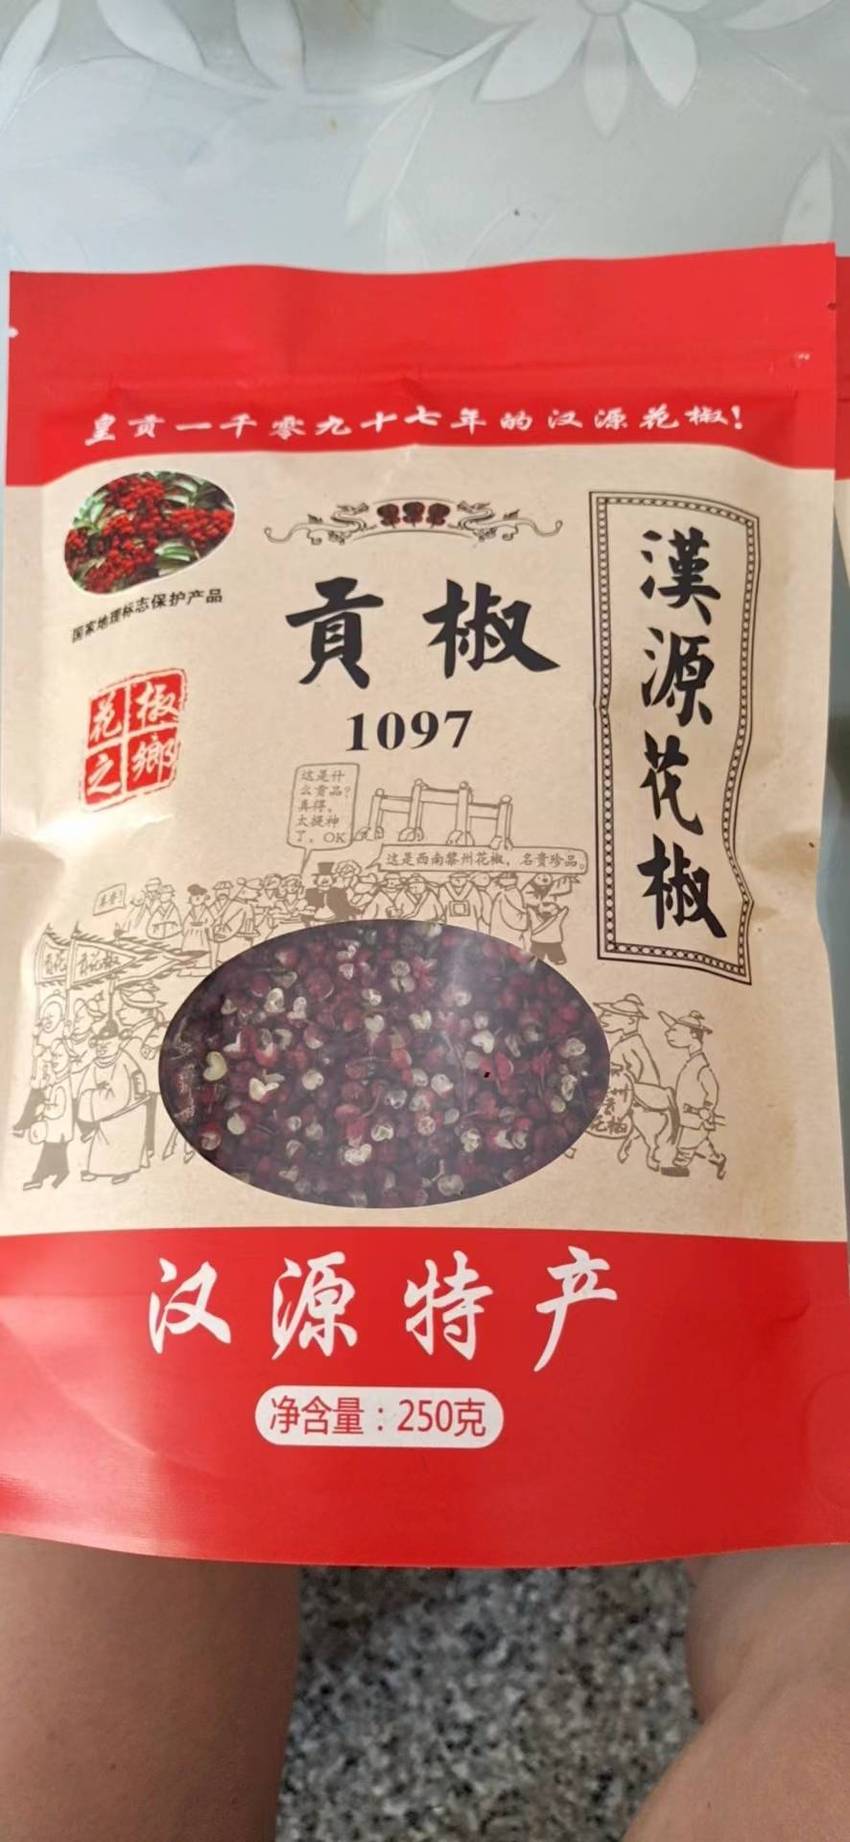 皇贡一千零九十七年的汉源花椒！
国家地理标志保护产品
贡椒
1097
漢源花椒
花椒
之鄉
这是什
么贡品？
真得，
太提神
了，OK
这是西南黎州花椒，名贵珍品。
汉源特产
净含量：250克